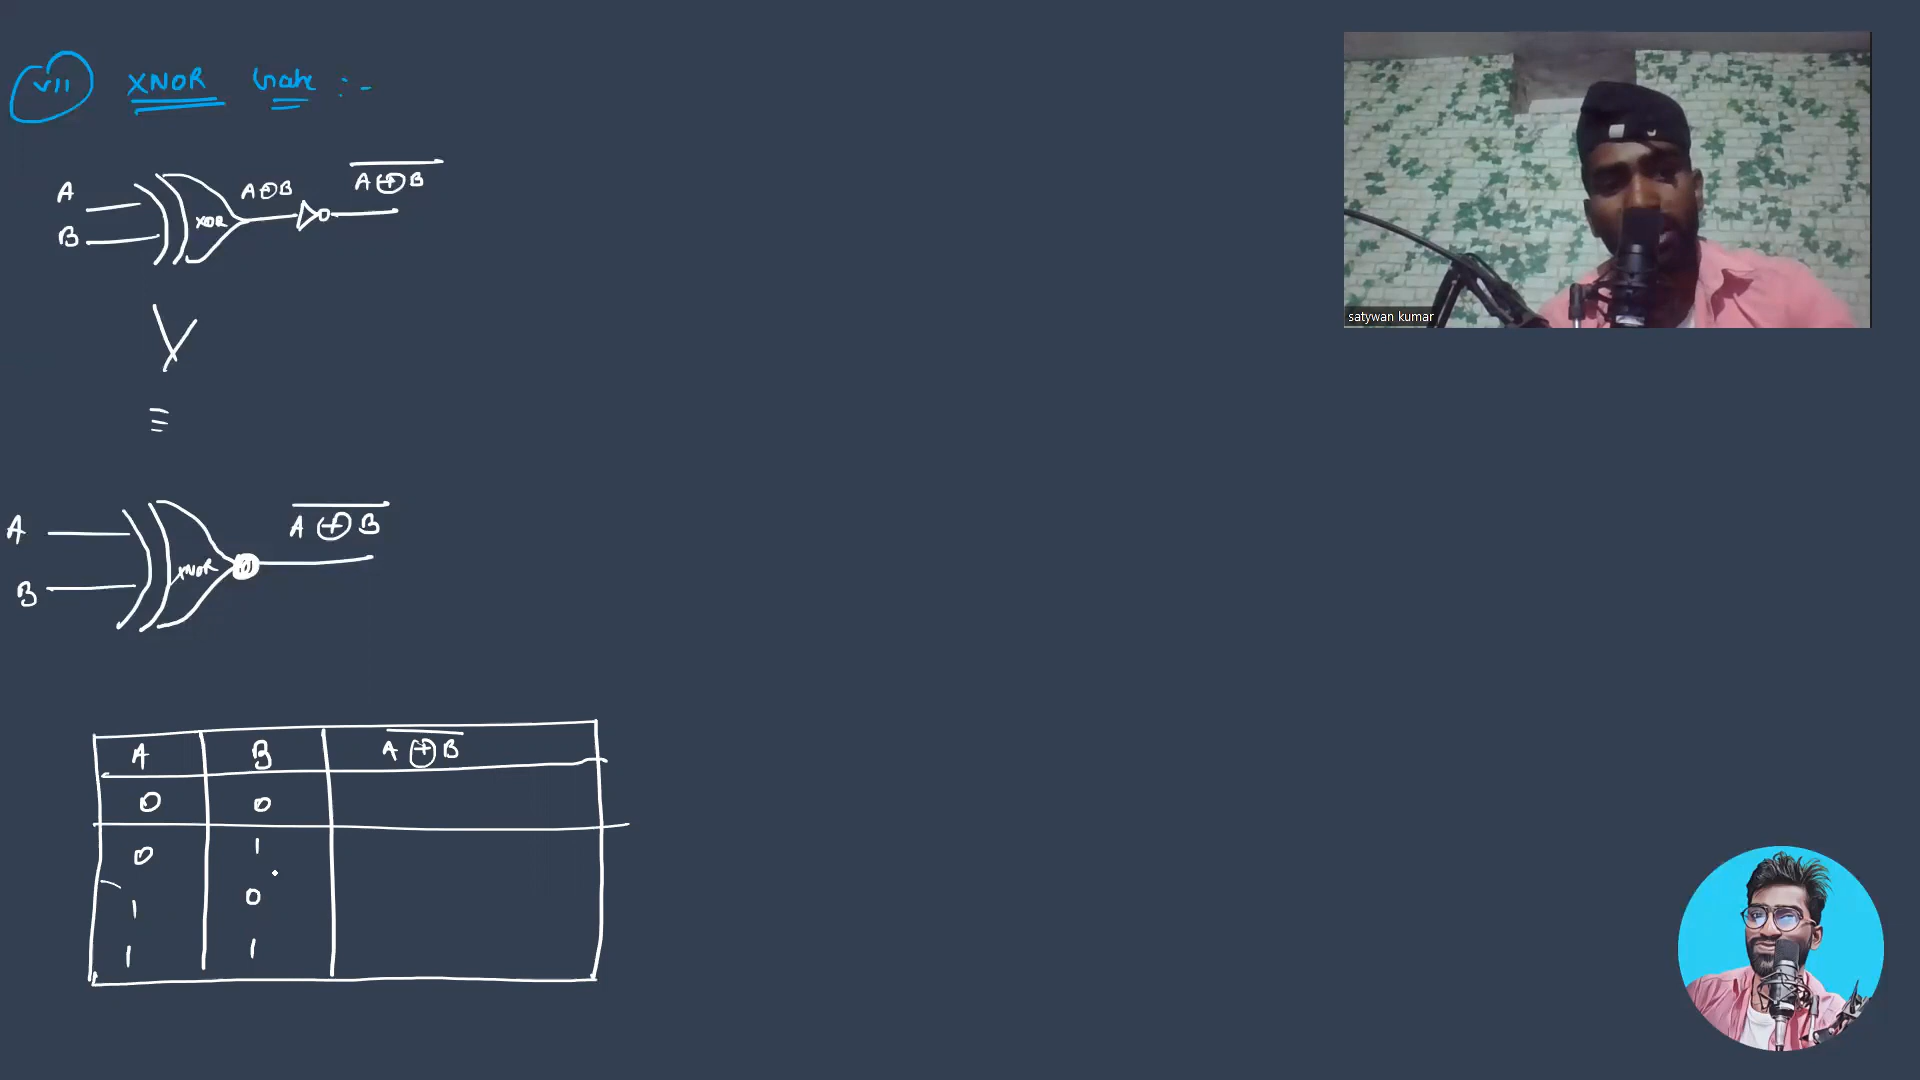 vii XNOR Gate :-
A⊕B
A A⊕B
XOR
B
≡
A A⊕B
XNOR
B
A B A⊕B
0 0
0 1
1 0
1 1
satywan kumar